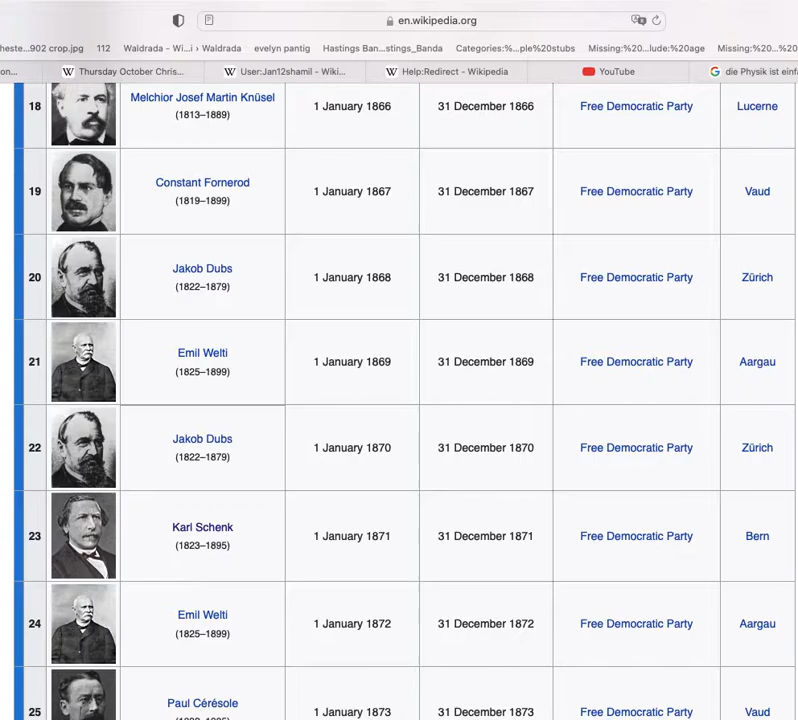 en.wikipedia.org
heste...902 crop.jpg 112 Waldrada - Wi...i › Waldrada evelyn pantig Hastings Ban...stings_Banda Categories:%...ple%20stubs Missing:%20...lude:%20age Missing:%20...%20
on... Thursday October Chris... User:Jan12shamil - Wiki... Help:Redirect - Wikipedia YouTube die Physik ist einf
18 Melchior Josef Martin Knüsel 1 January 1866 31 December 1866 Free Democratic Party Lucerne
(1813–1889)
19 Constant Fornerod 1 January 1867 31 December 1867 Free Democratic Party Vaud
(1819–1899)
20 Jakob Dubs 1 January 1868 31 December 1868 Free Democratic Party Zürich
(1822–1879)
21 Emil Welti 1 January 1869 31 December 1869 Free Democratic Party Aargau
(1825–1899)
22 Jakob Dubs 1 January 1870 31 December 1870 Free Democratic Party Zürich
(1822–1879)
23 Karl Schenk 1 January 1871 31 December 1871 Free Democratic Party Bern
(1823–1895)
24 Emil Welti 1 January 1872 31 December 1872 Free Democratic Party Aargau
(1825–1899)
25 Paul Cérésole 1 January 1873 31 December 1873 Free Democratic Party Vaud